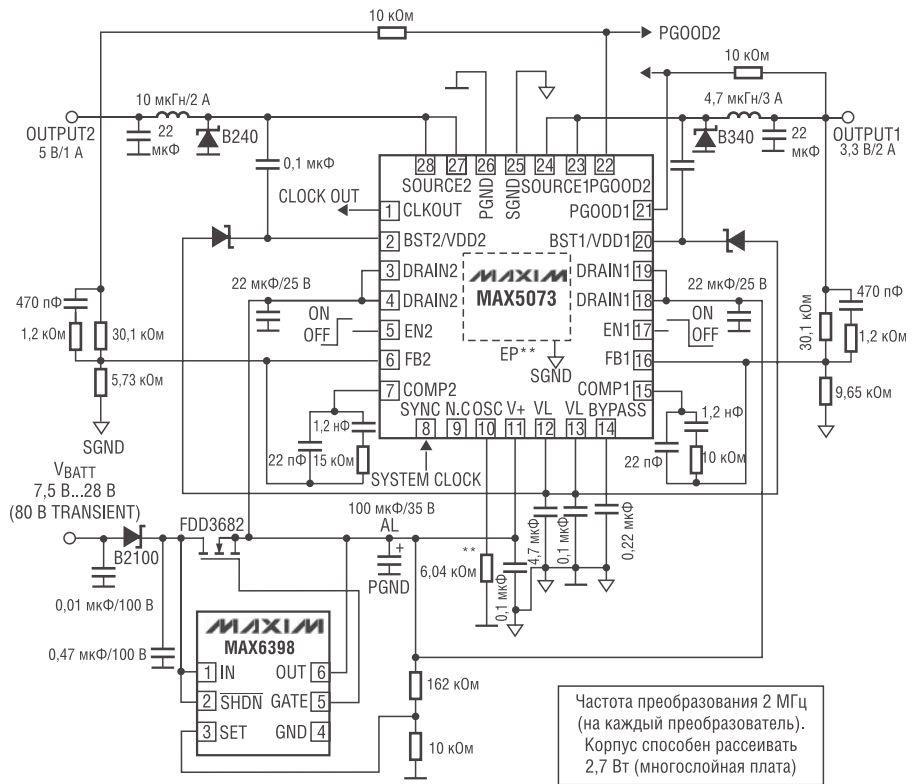 10 кОм
PGOOD2
10 кОм
10 мкГн/2 А
4,7 мкГн/3 А
OUTPUT2
5 В/1 А
22
мкФ
B240
B340
22
мкФ
OUTPUT1
3,3 В/2 А
0,1 мкФ
28
27
26
25
24
23
22
SOURCE2
PGND
SGND
SOURCE1
PGOOD2
CLOCK OUT
1
CLKOUT
PGOOD1
21
2
BST2/VDD2
BST1/VDD1
20
3
DRAIN2
MAXIM
MAX5073
DRAIN1
19
22 мкФ/25 В
22 мкФ/25 В
4
DRAIN2
DRAIN1
18
470 пФ
1,2 кОм
30,1 кОм
ON
OFF
5
EN2
EN1
17
ON
OFF
30,1 кОм
470 пФ
1,2 кОм
EP**
SGND
6
FB2
FB1
16
5,73 кОм
9,65 кОм
7
COMP2
COMP1
15
SYNC
N.C
OSC
V+
VL
VL
BYPASS
8
9
10
11
12
13
14
SGND
1,2 нФ
22 пФ
15 кОм
1,2 нФ
22 пФ
10 кОм
SYSTEM CLOCK
VBATT
7,5 В...28 В
(80 В TRANSIENT)
FDD3682
100 мкФ/35 В
AL
+
PGND
B2100
**
6,04 кОм
0,1 мкФ
4,7 мкФ
0,1 мкФ
0,22 мкФ
0,01 мкФ/100 В
0,47 мкФ/100 В
MAXIM
MAX6398
1
IN
OUT
6
2
SHDN
GATE
5
3
SET
GND
4
162 кОм
10 кОм
Частота преобразования 2 МГц
(на каждый преобразователь).
Корпус способен рассеивать
2,7 Вт (многослойная плата)